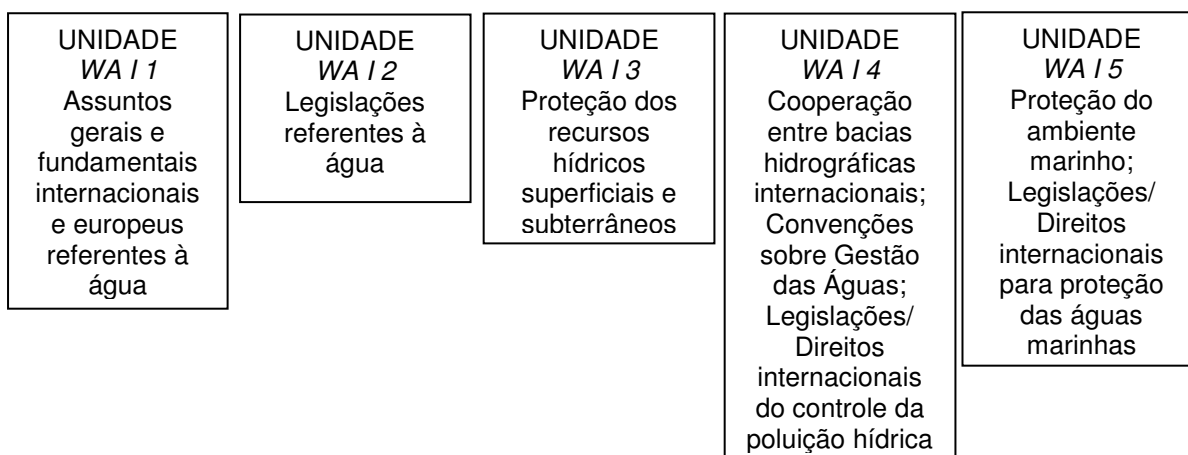 UNIDADE
WA I 1
Assuntos
gerais e
fundamentais
internacionais
e europeus
referentes à
água
UNIDADE
WA I 2
Legislações
referentes à
água
UNIDADE
WA I 3
Proteção dos
recursos
hídricos
superficiais e
subterrâneos
UNIDADE
WA I 4
Cooperação
entre bacias
hidrográficas
internacionais;
Convenções
sobre Gestão
das Águas;
Legislações/
Direitos
internacionais
do controle da
poluição hídrica
UNIDADE
WA I 5
Proteção do
ambiente
marinho;
Legislações/
Direitos
internacionais
para proteção
das águas
marinhas